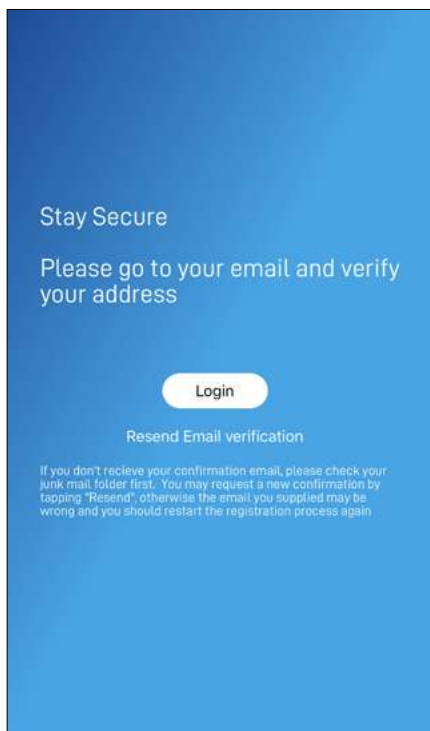 Stay Secure
Please go to your email and verify
your address
Login
Resend Email verification
If you don't recieve your confirmation email, please check your
junk mail folder first. You may request a new confirmation by
tapping "Resend", otherwise the email you supplied may be
wrong and you should restart the registration process again